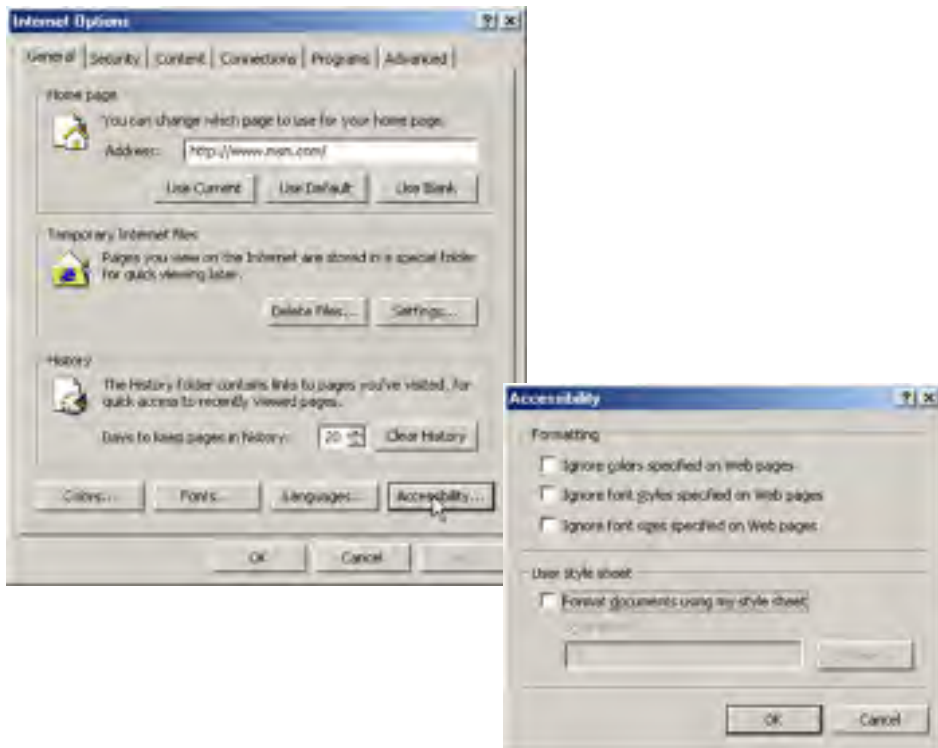 Internet Options
General Security Content Connections Programs Advanced
Home page
You can change which page to use for your home page.
Address: http://www.msn.com/
Use Current Use Default Use Blank
Temporary Internet files
Pages you view on the Internet are stored in a special folder
for quick viewing later.
Delete Files... Settings...
History
The History folder contains links to pages you've visited, for
quick access to recently viewed pages.
Days to keep pages in history: 20 Clear History
Colors... Fonts... Languages... Accessibility...
OK Cancel
Accessibility
Formatting
Ignore colors specified on Web pages
Ignore font styles specified on Web pages
Ignore font sizes specified on Web pages
User style sheet
Format documents using my style sheet
OK Cancel